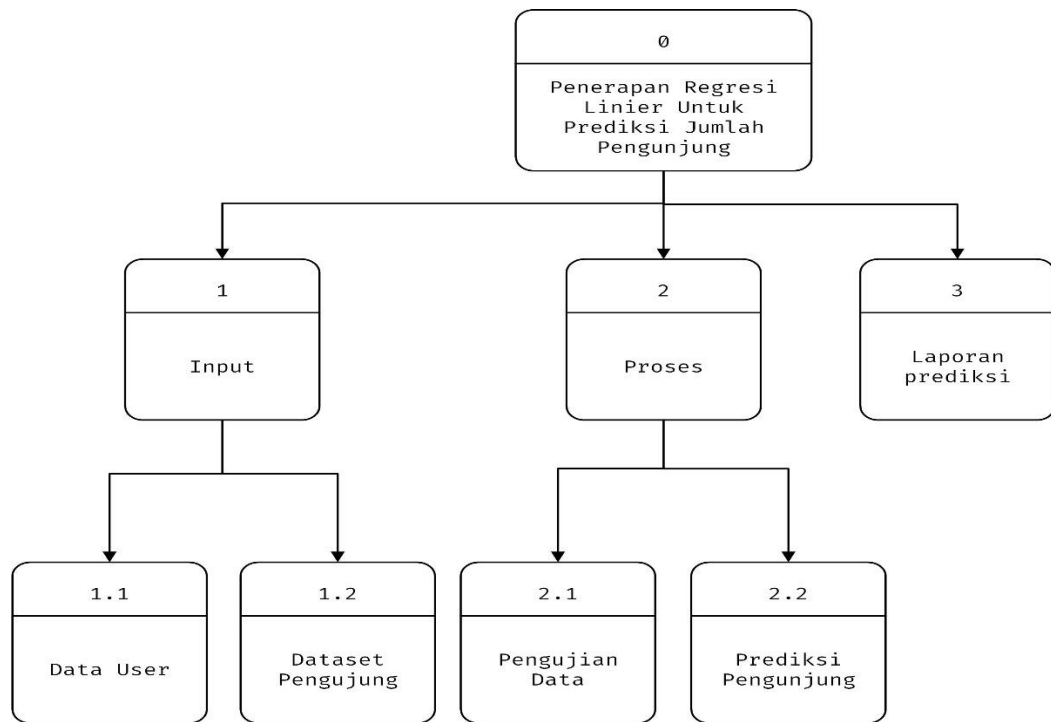 0
Penerapan Regresi
Linier Untuk
Prediksi Jumlah
Pengunjung
1
Input
2
Proses
3
Laporan
prediksi
1.1
Data User
1.2
Dataset
Pengujung
2.1
Pengujian
Data
2.2
Prediksi
Pengunjung